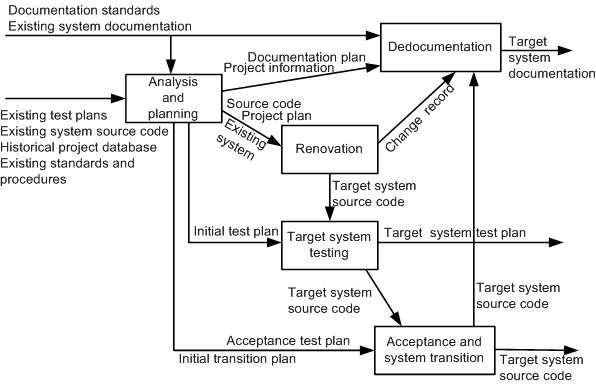 Documentation standards
Existing system documentation
Dedocumentation
Target
system
documentation
Documentation plan
Project information
Analysis
and
planning
Existing test plans
Existing system source code
Historical project database
Existing standards and
procedures
Source code
Project plan
Existing
system
Change record
Renovation
Target system
source code
Initial test plan
Target system
testing
Target system test plan
Target system
source code
Target system
source code
Acceptance test plan
Initial transition plan
Acceptance and
system transition
Target system
source code